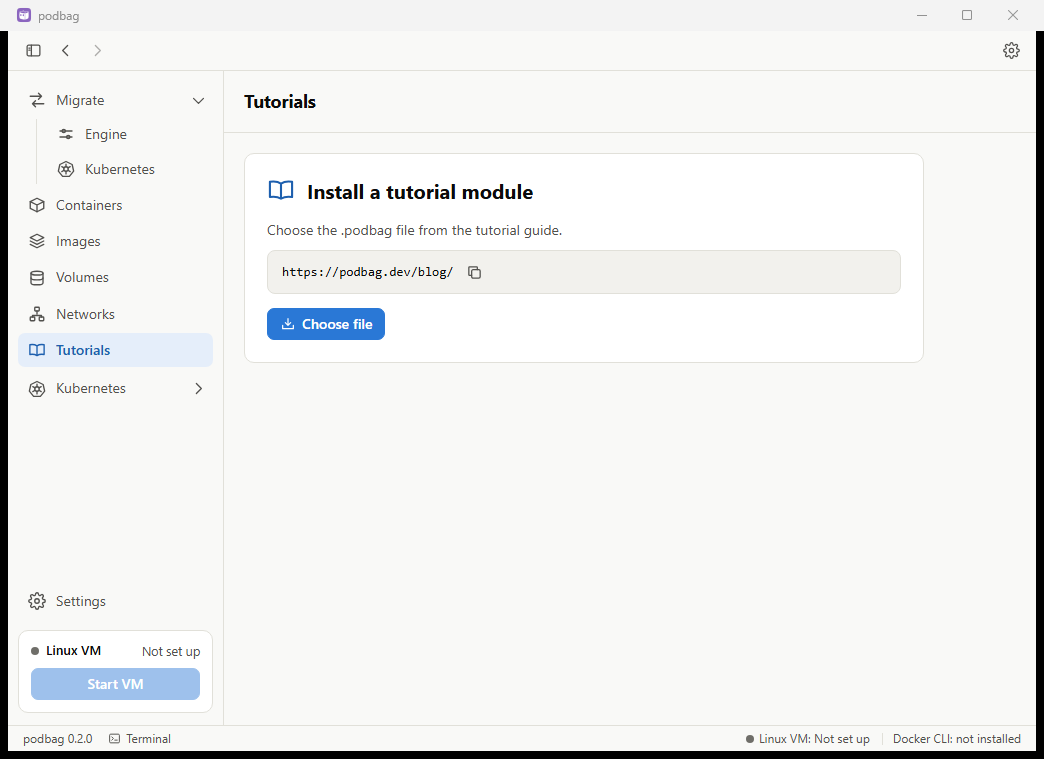 podbag
Migrate
Engine
Kubernetes
Containers
Images
Volumes
Networks
Tutorials
Kubernetes
Settings
Linux VM Not set up
Start VM
Tutorials
Install a tutorial module
Choose the .podbag file from the tutorial guide.
https://podbag.dev/blog/
Choose file
podbag 0.2.0 Terminal Linux VM: Not set up Docker CLI: not installed